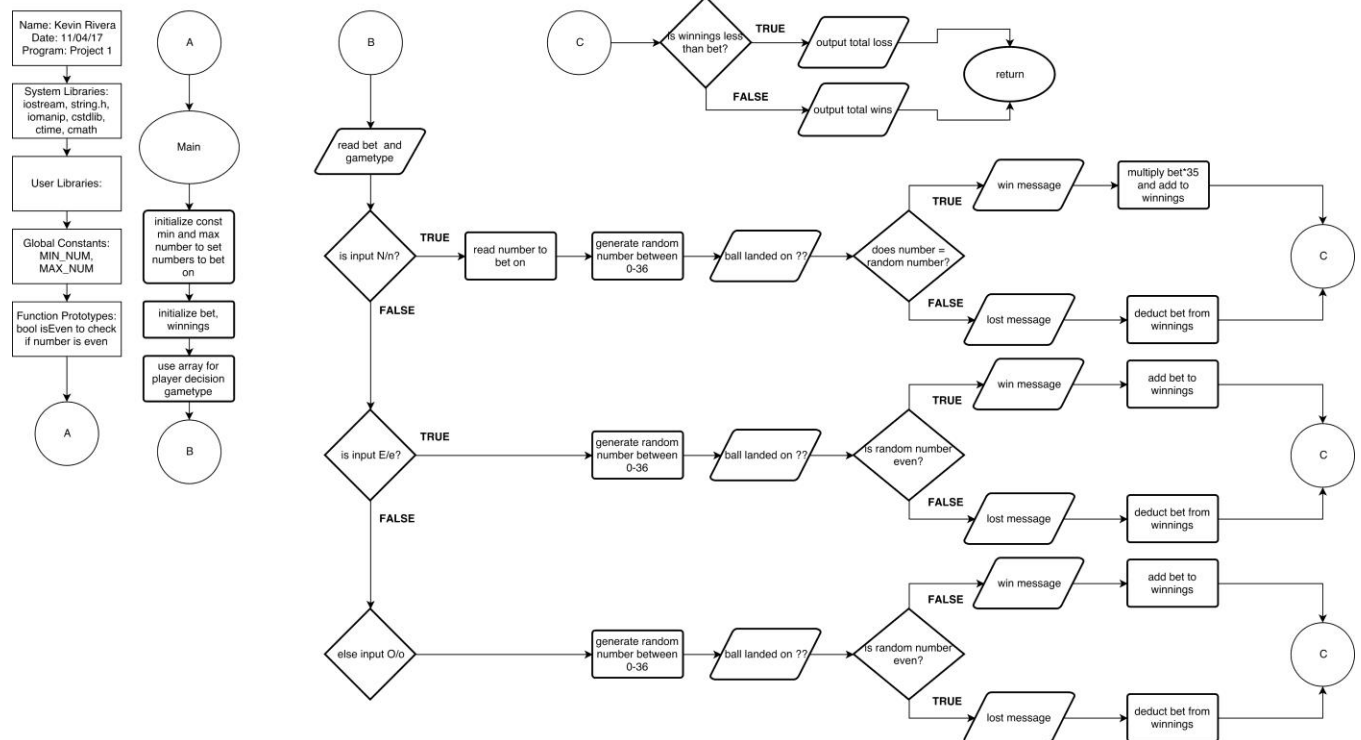 Name: Kevin Rivera
Date: 11/04/17
Program: Project 1
System Libraries:
iostream, string.h,
iomanip, cstdlib,
ctime, cmath
User Libraries:
Global Constants:
MIN_NUM,
MAX_NUM
Function Prototypes:
bool isEven to check
if number is even
A
A
Main
initialize const
min and max
number to set
numbers to bet
on
initialize bet,
winnings
use array for
player decision
gametype
B
B
read bet and
gametype
is input N/n?
TRUE
FALSE
read number to
bet on
generate random
number between
0-36
ball landed on ??
does number =
random number?
TRUE
win message
multiply bet*35
and add to
winnings
FALSE
lost message
deduct bet from
winnings
C
is input E/e?
TRUE
FALSE
generate random
number between
0-36
ball landed on ??
Is random number
even?
TRUE
win message
add bet to
winnings
FALSE
lost message
deduct bet from
winnings
C
else input O/o
generate random
number between
0-36
ball landed on ??
Is random number
even?
FALSE
win message
add bet to
winnings
TRUE
lost message
deduct bet from
winnings
C
C
is winnings less
than bet?
TRUE
output total loss
FALSE
output total wins
return